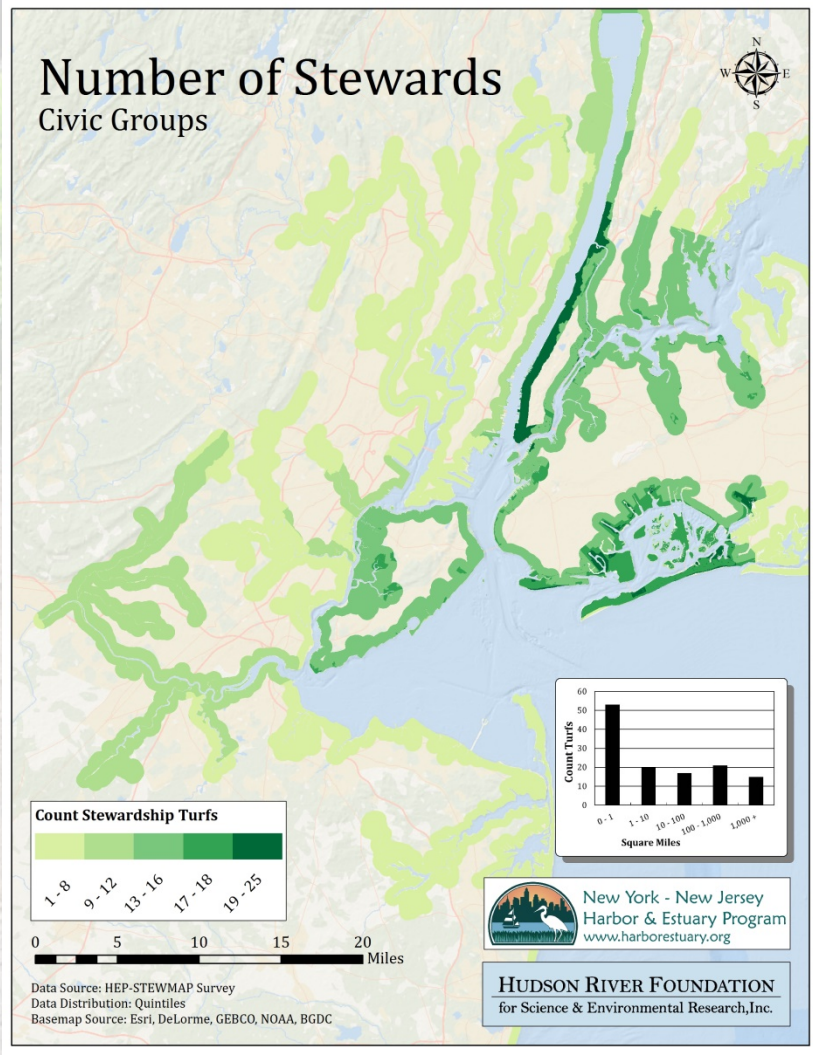 Number of Stewards
Civic Groups
N
W
E
S
60
50
40
30
20
10
0
Count Turfs
0 - 1
1 - 10
10 - 100
100 - 1,000
1,000 +
Square Miles
Count Stewardship Turfs
1 - 8
9 - 12
13 - 16
17 - 18
19 - 25
0 5 10 15 20
Miles
Data Source: HEP-STEWMAP Survey
Data Distribution: Quintiles
Basemap Source: Esri, DeLorme, GEBCO, NOAA, BGDC
New York - New Jersey
Harbor & Estuary Program
www.harborestuary.org
HUDSON RIVER FOUNDATION
for Science & Environmental Research,Inc.